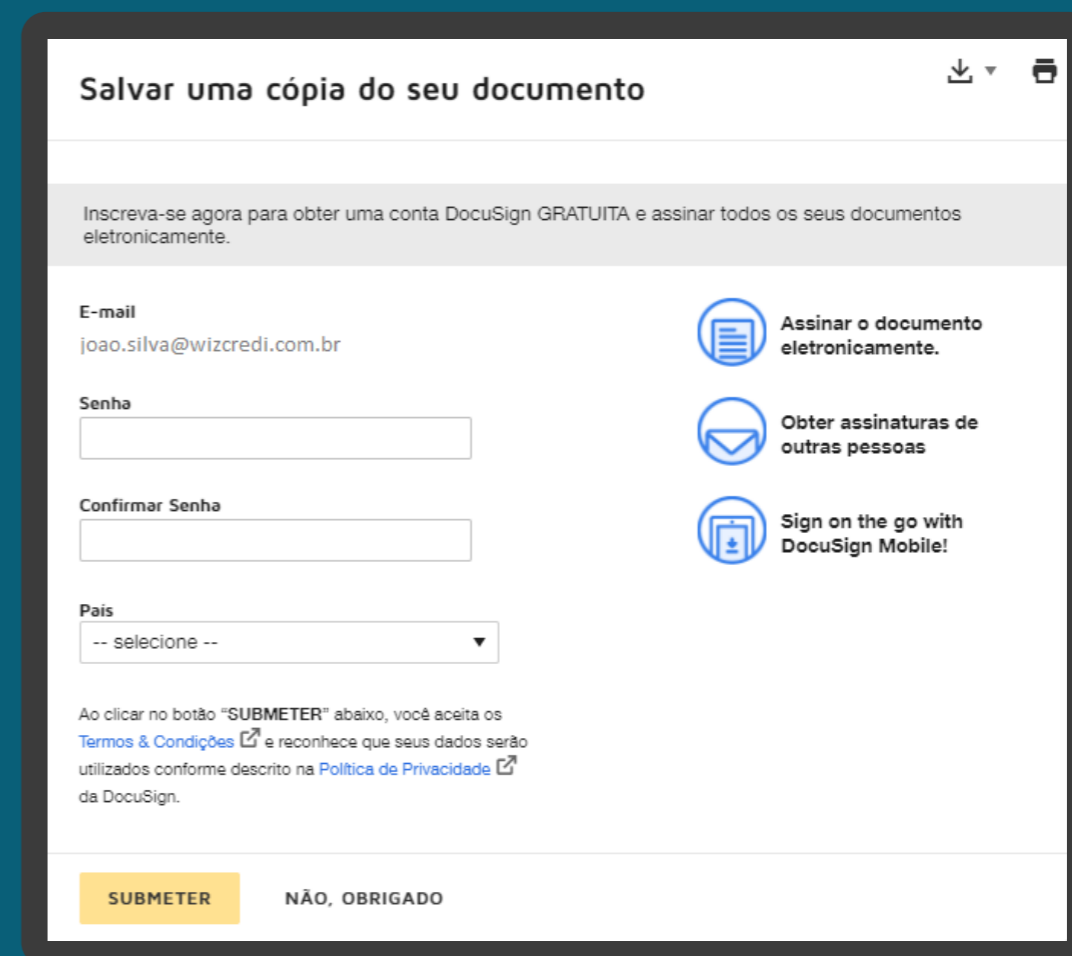 Salvar uma cópia do seu documento
Inscreva-se agora para obter uma conta DocuSign GRATUITA e assinar todos os seus documentos
eletronicamente.
E-mail
joao.silva@wizcredi.com.br
Senha
Confirmar Senha
País
-- selecione --
Ao clicar no botão “SUBMETER” abaixo, você aceita os
Termos & Condições e reconhece que seus dados serão
utilizados conforme descrito na Política de Privacidade
da DocuSign.
SUBMETER
NÃO, OBRIGADO
Assinar o documento
eletronicamente.
Obter assinaturas de
outras pessoas
Sign on the go with
DocuSign Mobile!